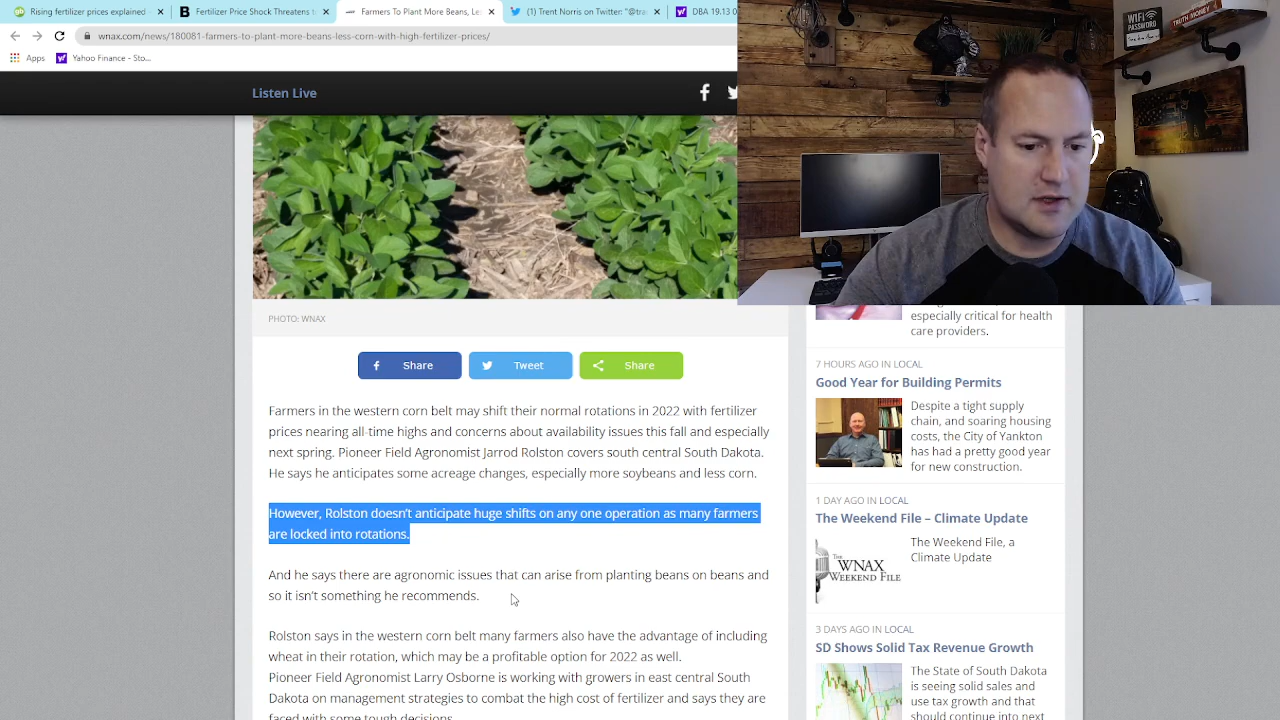 Rising fertilizer prices explained
Fertilizer Price Shock Threatens t
Farmers To Plant More Beans, Le
(1) Trent Norris on Twitter: "@tra
DBA 19.13 0
wnax.com/news/180081-farmers-to-plant-more-beans-less-corn-with-high-fertilizer-prices/
Apps
Yahoo Finance - Sto...
Listen Live
PHOTO: WNAX
Share
Tweet
Share
Farmers in the western corn belt may shift their normal rotations in 2022 with fertilizer
prices nearing all-time highs and concerns about availability issues this fall and especially
next spring. Pioneer Field Agronomist Jarrod Rolston covers south central South Dakota.
He says he anticipates some acreage changes, especially more soybeans and less corn.
However, Rolston doesn't anticipate huge shifts on any one operation as many farmers
are locked into rotations.
And he says there are agronomic issues that can arise from planting beans on beans and
so it isn't something he recommends.
Rolston says in the western corn belt many farmers also have the advantage of including
wheat in their rotation, which may be a profitable option for 2022 as well.
Pioneer Field Agronomist Larry Osborne is working with growers in east central South
Dakota on management strategies to combat the high cost of fertilizer and says they are
faced with some tough decisions.
especially critical for health
care providers.
7 HOURS AGO IN LOCAL
Good Year for Building Permits
Despite a tight supply
chain, and soaring housing
costs, the City of Yankton
has had a pretty good year
for new construction.
1 DAY AGO IN LOCAL
The Weekend File – Climate Update
THE
WNAX
WEEKEND FILE
The Weekend File, a
Climate Update
3 DAYS AGO IN LOCAL
SD Shows Solid Tax Revenue Growth
The State of South Dakota
is seeing solid sales and
use tax growth and that
should continue into next
WIFI
PASSWORD
TRUTH MONEY